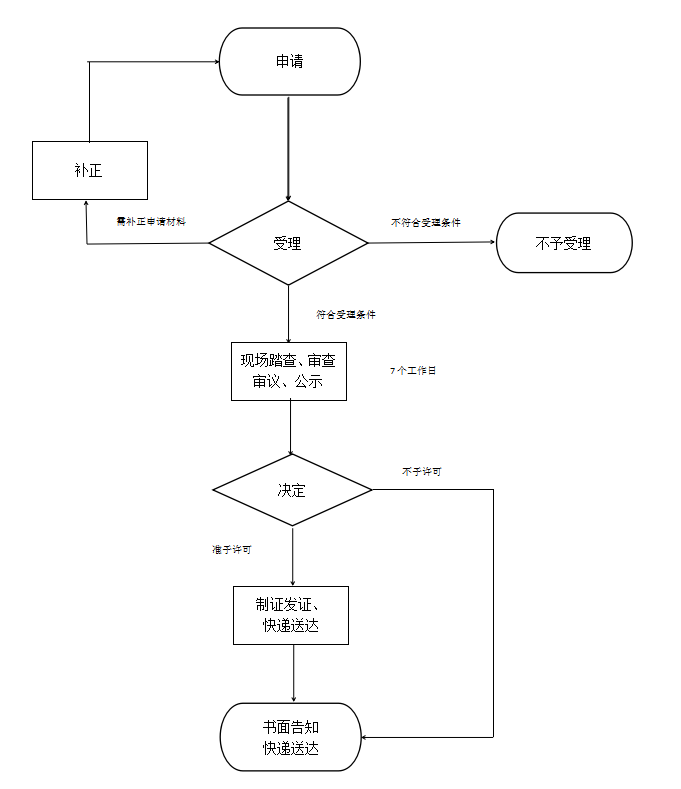 申请
补正
需补正申请材料
受理
不符合受理条件
不予受理
符合受理条件
现场踏查、审查
审议、公示
7个工作日
决定
不予许可
准予许可
制证发证、
快递送达
书面告知
快递送达